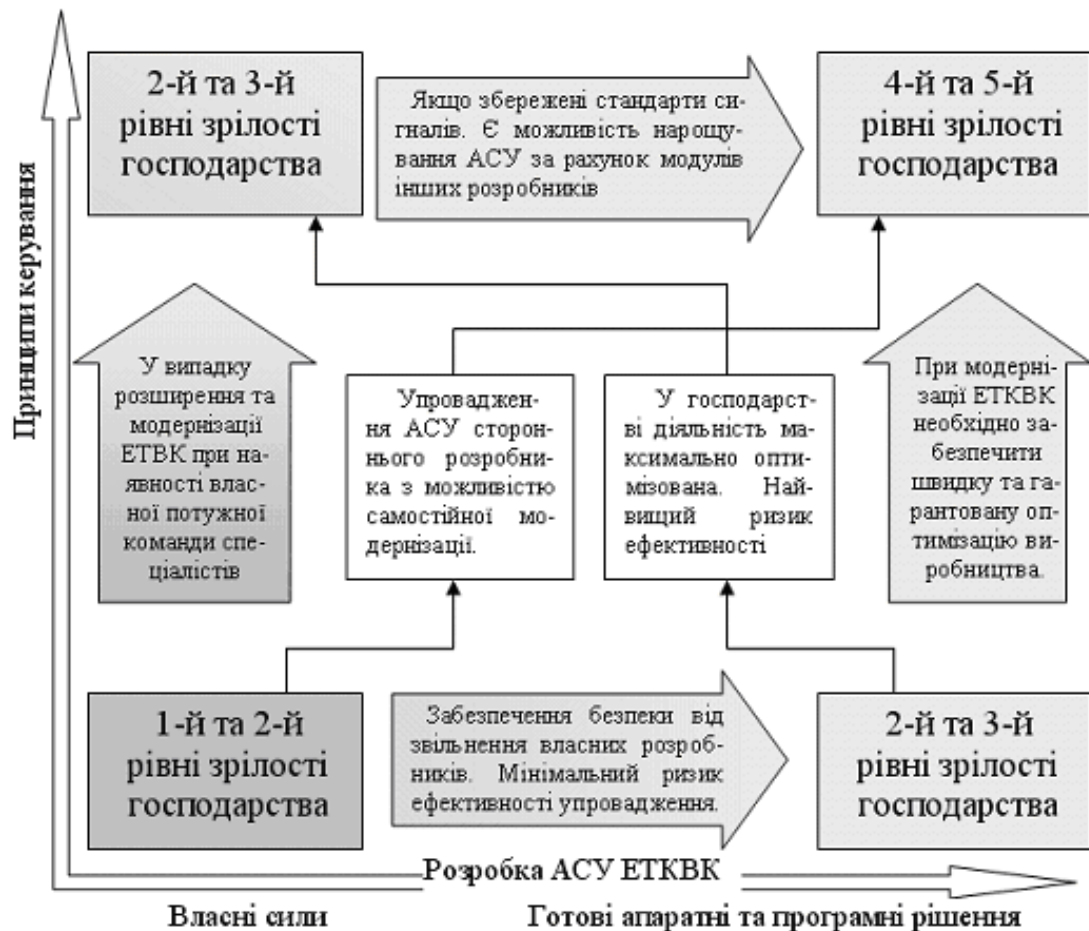 Принципи керування
2-й та 3-й
рівні зрілості
господарства
Якщо збережені стандарти си-
гналів. Є можливість нарощу-
вання АСУ за рахунок модулів
інших розробників
4-й та 5-й
рівні зрілості
господарства
У випадку
розширення та
модернізації
ЕТВК при на-
явності влас-
ної потужної
команди спе-
ціалістів
Упроваджен-
ня АСУ сторон-
нього розробни-
ка з можливістю
самостійної мо-
дернізації.
У господарст-
ві діяльність ма-
ксимально опти-
мізована. Най-
вищий ризик
ефективності
При модерні-
зації ЕТКВК
необхідно за-
безпечити
швидку та га-
рантовану оп-
тимізацію ви-
робництва.
1-й та 2-й
рівні зрілості
господарства
Забезпечення безпеки від
звільнення власних розроб-
ників. Мінімальний ризик
ефективності упровадження.
2-й та 3-й
рівні зрілості
господарства
Розробка АСУ ЕТКВК
Власні сили
Готові апаратні та програмні рішення